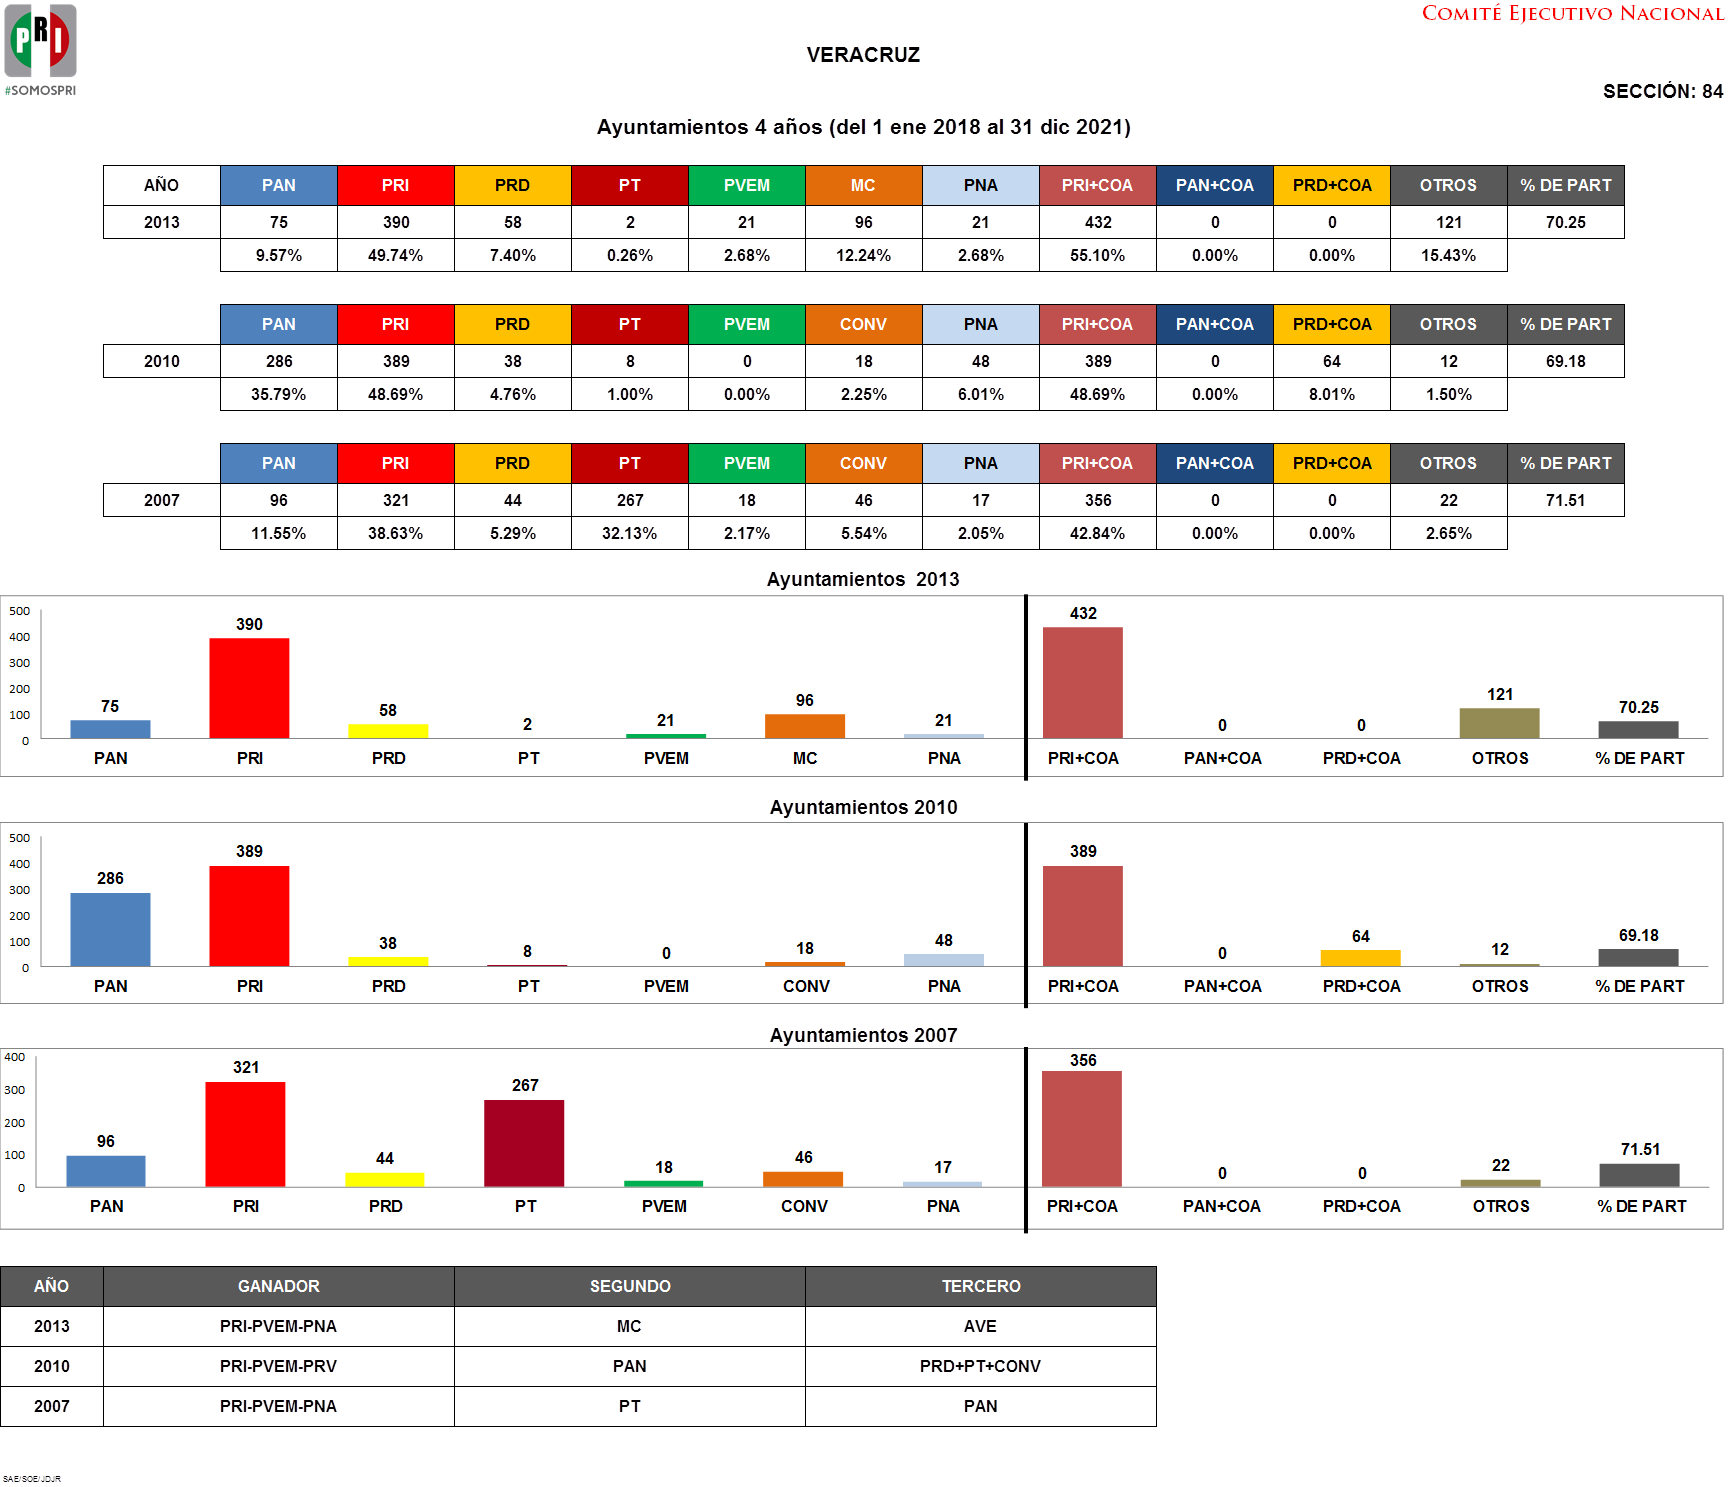 PRI
#SOMOSPRI
COMITÉ EJECUTIVO NACIONAL
VERACRUZ
SECCIÓN: 84
Ayuntamientos 4 años (del 1 ene 2018 al 31 dic 2021)
AÑO PAN PRI PRD PT PVEM MC PNA PRI+COA PAN+COA PRD+COA OTROS % DE PART
2013 75 390 58 2 21 96 21 432 0 0 121 70.25
9.57% 49.74% 7.40% 0.26% 2.68% 12.24% 2.68% 55.10% 0.00% 0.00% 15.43%
PAN PRI PRD PT PVEM CONV PNA PRI+COA PAN+COA PRD+COA OTROS % DE PART
2010 286 389 38 8 0 18 48 389 0 64 12 69.18
35.79% 48.69% 4.76% 1.00% 0.00% 2.25% 6.01% 48.69% 0.00% 8.01% 1.50%
PAN PRI PRD PT PVEM CONV PNA PRI+COA PAN+COA PRD+COA OTROS % DE PART
2007 96 321 44 267 18 46 17 356 0 0 22 71.51
11.55% 38.63% 5.29% 32.13% 2.17% 5.54% 2.05% 42.84% 0.00% 0.00% 2.65%
Ayuntamientos 2013
500
400
300
200
100
0
75 390 58 2 21 96 21 432 0 0 121 70.25
PAN PRI PRD PT PVEM MC PNA PRI+COA PAN+COA PRD+COA OTROS % DE PART
Ayuntamientos 2010
500
400
300
200
100
0
286 389 38 8 0 18 48 389 0 64 12 69.18
PAN PRI PRD PT PVEM CONV PNA PRI+COA PAN+COA PRD+COA OTROS % DE PART
Ayuntamientos 2007
400
300
200
100
0
96 321 44 267 18 46 17 356 0 0 22 71.51
PAN PRI PRD PT PVEM CONV PNA PRI+COA PAN+COA PRD+COA OTROS % DE PART
AÑO GANADOR SEGUNDO TERCERO
2013 PRI-PVEM-PNA MC AVE
2010 PRI-PVEM-PRV PAN PRD+PT+CONV
2007 PRI-PVEM-PNA PT PAN
SAE/SOE/JDJR